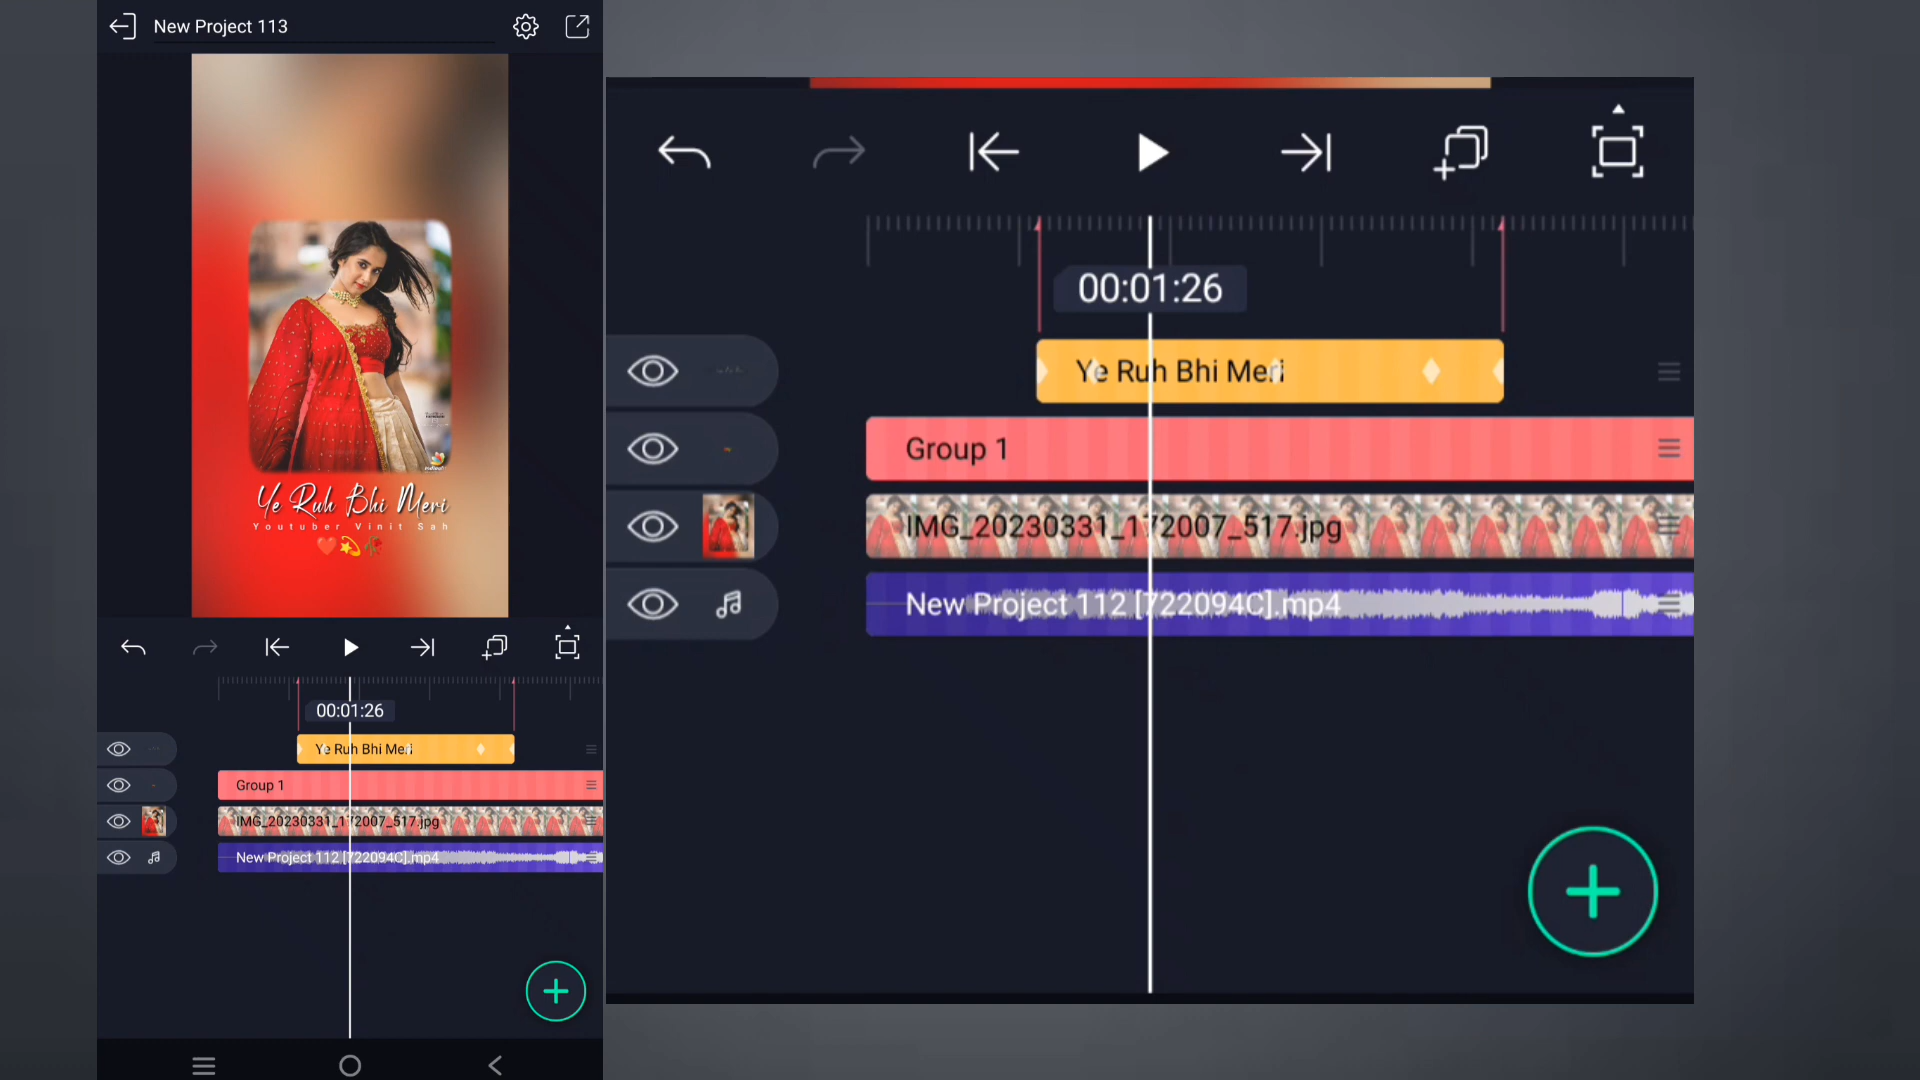 New Project 113
Ye Ruh Bhi Meri
Youtuber Vinit Sah
00:01:26
Ye Ruh Bhi Meri
Group 1
IMG_20230331_172007_517.jpg
New Project 112 [722094C].mp4
00:01:26
Ye Ruh Bhi Meri
Group 1
IMG_20230331_172007_517.jpg
New Project 112 [722094C].mp4